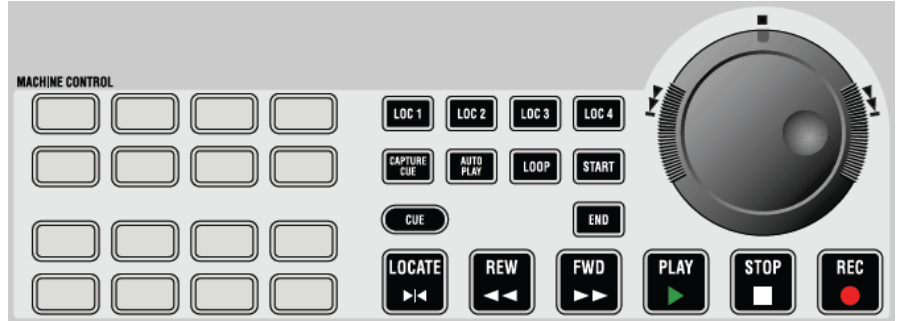 MACHINE CONTROL
LOC 1 LOC 2 LOC 3 LOC 4
CAPTURE
CUE
AUTO
PLAY
LOOP START
CUE END
LOCATE REW FWD PLAY STOP REC